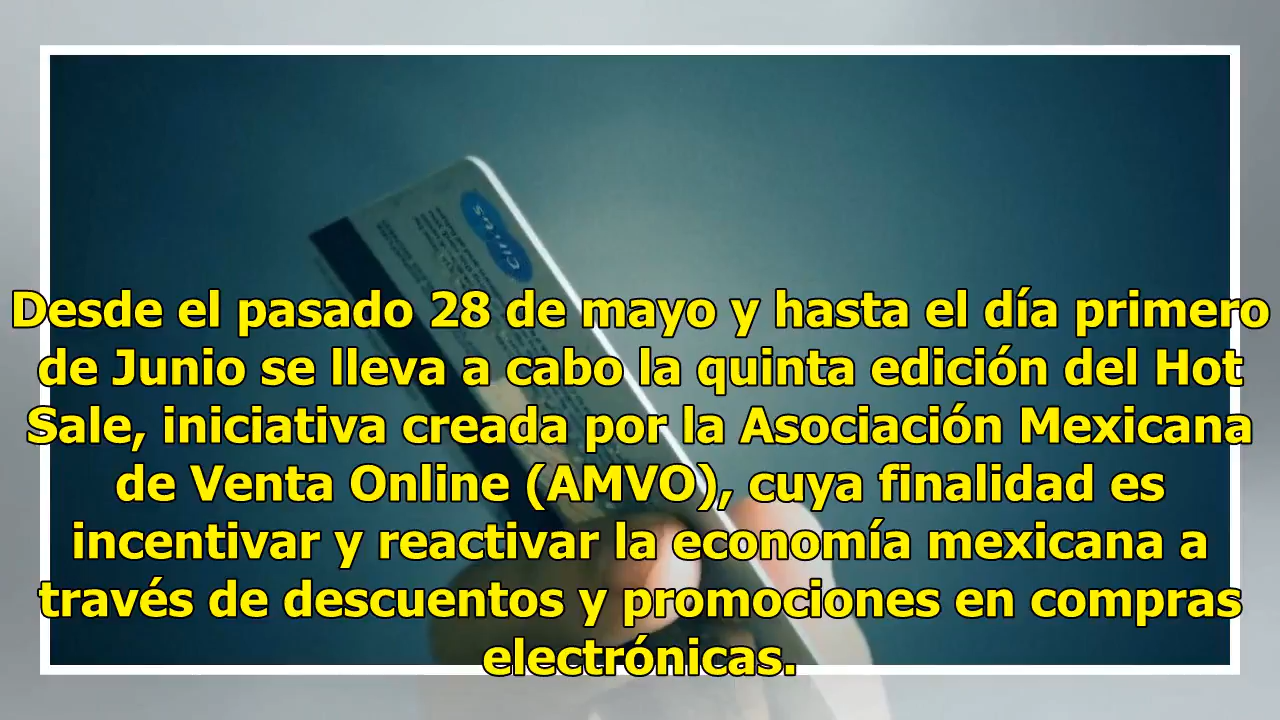 Cirrus
Desde el pasado 28 de mayo y hasta el día primero
de Junio se lleva a cabo la quinta edición del Hot
Sale, iniciativa creada por la Asociación Mexicana
de Venta Online (AMVO), cuya finalidad es
incentivar y reactivar la economía mexicana a
través de descuentos y promociones en compras
electrónicas.